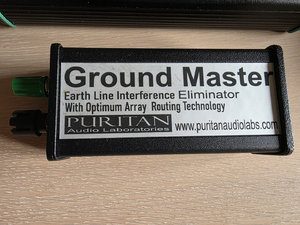 Ground Master
Earth Line Interference Eliminator
With Optimum Array Routing Technology
PURITAN
Audio Laboratories
www.puritanaudiolabs.com